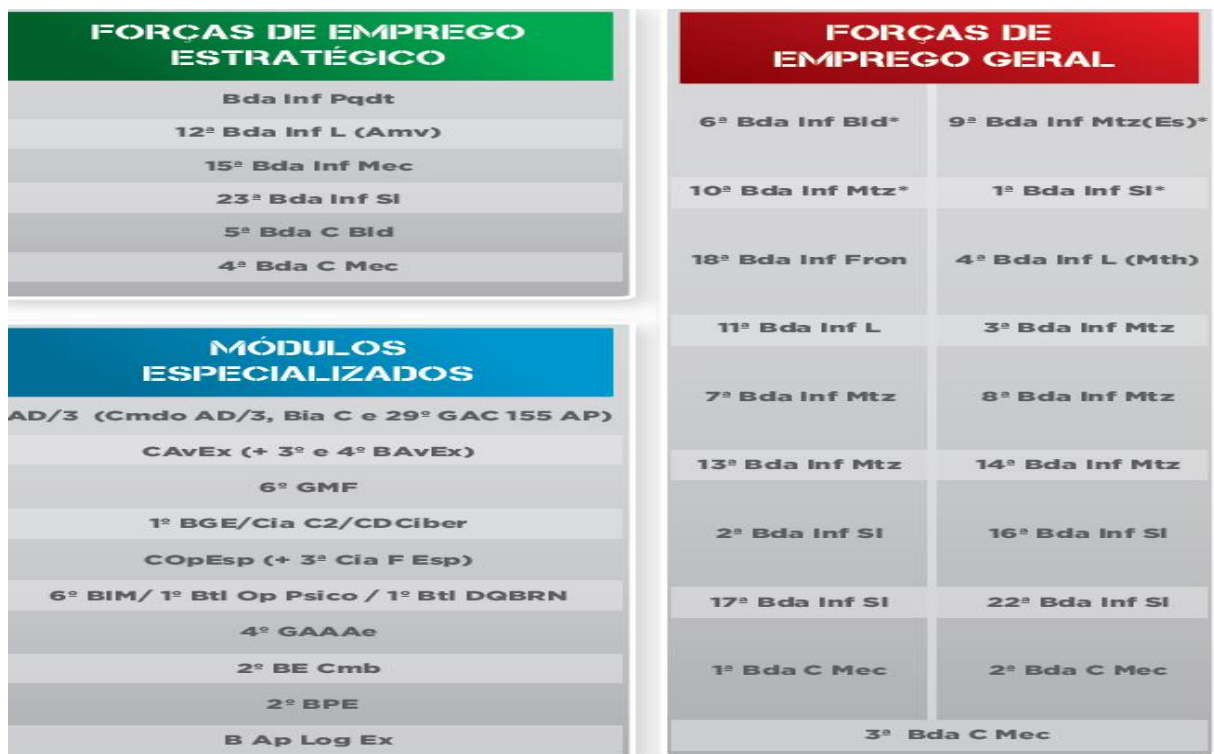 FORÇAS DE EMPREGO
ESTRATÉGICO
Bda Inf Pqdt
12ª Bda Inf L (Amv)
15ª Bda Inf Mec
23ª Bda Inf Sl
5ª Bda C Bld
4ª Bda C Mec
MÓDULOS
ESPECIALIZADOS
AD/3 (Cmdo AD/3, Bia C e 29º GAC 155 AP)
CAvEx (+ 3º e 4º BAvEx)
6º GMF
1º BGE/Cia C2/CDCiber
COpEsp (+ 3ª Cia F Esp)
6º BIM/ 1º Btl Op Psico / 1º Btl DQBRN
4º GAAAe
2º BE Cmb
2º BPE
B Ap Log Ex
FORÇAS DE
EMPREGO GERAL
6ª Bda Inf Bld* 9ª Bda Inf Mtz(Es)*
10ª Bda Inf Mtz* 1ª Bda Inf Sl*
18ª Bda Inf Fron 4ª Bda Inf L (Mth)
11ª Bda Inf L 3ª Bda Inf Mtz
7ª Bda Inf Mtz 8ª Bda Inf Mtz
13ª Bda Inf Mtz 14ª Bda Inf Mtz
2ª Bda Inf Sl 16ª Bda Inf Sl
17ª Bda Inf Sl 22ª Bda Inf Sl
1ª Bda C Mec 2ª Bda C Mec
3ª Bda C Mec